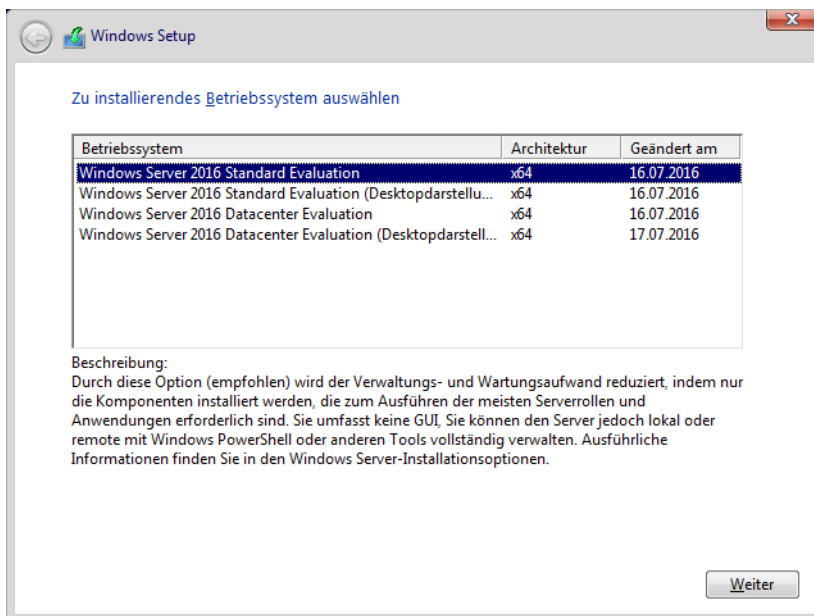 Windows Setup
Zu installierendes Betriebssystem auswählen
Betriebssystem Architektur Geändert am
Windows Server 2016 Standard Evaluation x64 16.07.2016
Windows Server 2016 Standard Evaluation (Desktopdarstellu... x64 16.07.2016
Windows Server 2016 Datacenter Evaluation x64 16.07.2016
Windows Server 2016 Datacenter Evaluation (Desktopdarstell... x64 17.07.2016
Beschreibung:
Durch diese Option (empfohlen) wird der Verwaltungs- und Wartungsaufwand reduziert, indem nur
die Komponenten installiert werden, die zum Ausführen der meisten Serverrollen und
Anwendungen erforderlich sind. Sie umfasst keine GUI, Sie können den Server jedoch lokal oder
remote mit Windows PowerShell oder anderen Tools vollständig verwalten. Ausführliche
Informationen finden Sie in den Windows Server-Installationsoptionen.
Weiter